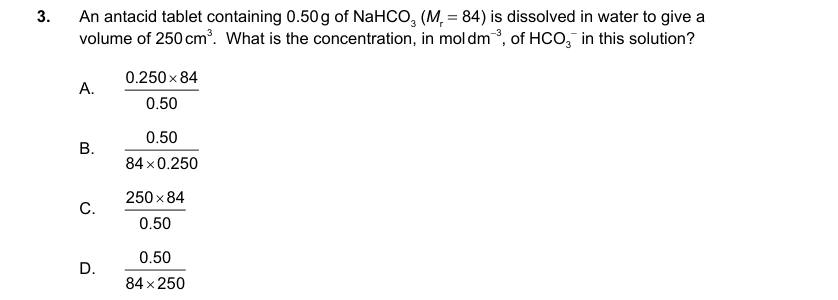 3. An antacid tablet containing 0.50 g of NaHCO₃ (Mᵣ = 84) is dissolved in water to give a
volume of 250 cm³. What is the concentration, in mol dm⁻³, of HCO₃⁻ in this solution?
A. 0.250 × 84
0.50
B. 0.50
84 × 0.250
C. 250 × 84
0.50
D. 0.50
84 × 250